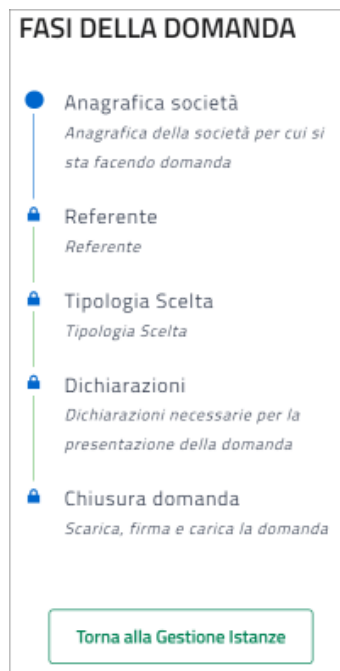 FASI DELLA DOMANDA
Anagrafica società
Anagrafica della società per cui si
sta facendo domanda
Referente
Referente
Tipologia Scelta
Tipologia Scelta
Dichiarazioni
Dichiarazioni necessarie per la
presentazione della domanda
Chiusura domanda
Scarica, firma e carica la domanda
Torna alla Gestione Istanze